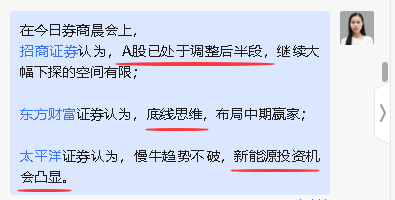 在今日券商晨会上，
招商证券认为，A股已处于调整后半段，继续大
幅下探的空间有限；
东方财富证券认为，底线思维，布局中期赢家；
太平洋证券认为，慢牛趋势不破，新能源投资机
会凸显。